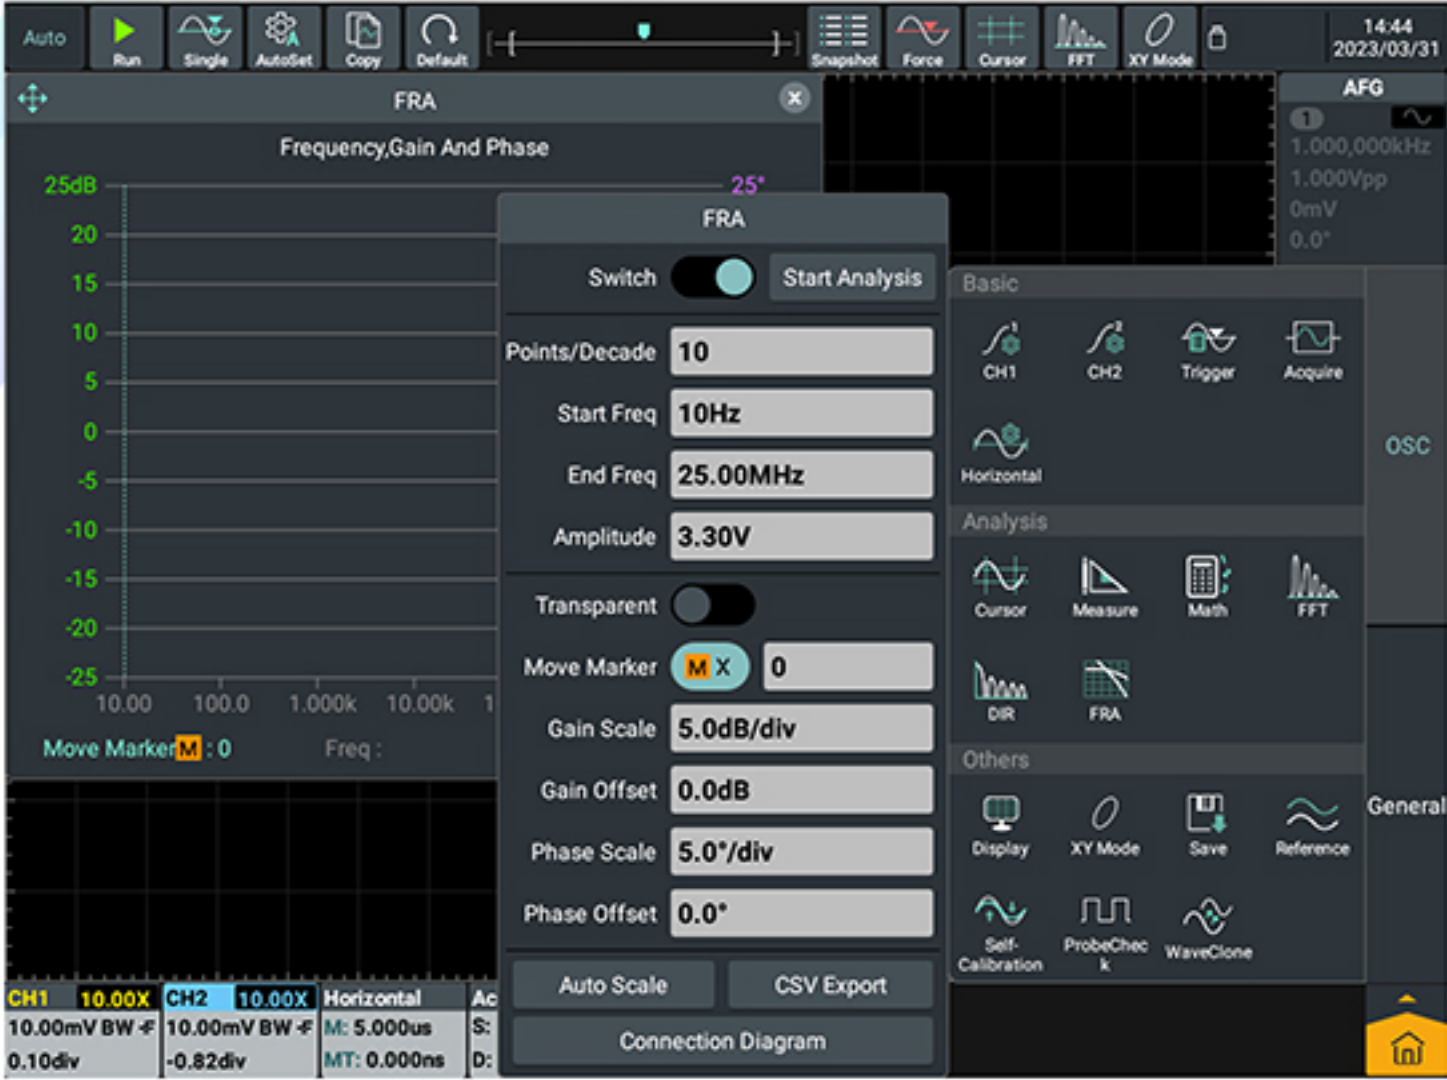 Auto
Run
Single
AutoSet
Copy
Default
Snapshot
Force
Cursor
FFT
XY Mode
14:44
2023/03/31
FRA
Frequency,Gain And Phase
25dB
20
15
10
5
0
-5
-10
-15
-20
-25
25°
10.00 100.0 1.000k 10.00k 1
Move Marker M : 0
Freq :
FRA
Switch
Start Analysis
Points/Decade 10
Start Freq 10Hz
End Freq 25.00MHz
Amplitude 3.30V
Transparent
Move Marker M X 0
Gain Scale 5.0dB/div
Gain Offset 0.0dB
Phase Scale 5.0°/div
Phase Offset 0.0°
Auto Scale
CSV Export
Connection Diagram
AFG
1
1.000,000kHz
1.000Vpp
0mV
0.0°
Basic
CH1
CH2
Trigger
Acquire
Horizontal
Analysis
Cursor
Measure
Math
FFT
DIR
FRA
Others
Display
XY Mode
Save
Reference
Self-
Calibration
ProbeChec
k
WaveClone
OSC
General
CH1 10.00X
10.00mV BW
0.10div
CH2 10.00X
10.00mV BW
-0.82div
Horizontal
M: 5.000us
MT: 0.000ns
Ac
S:
D: